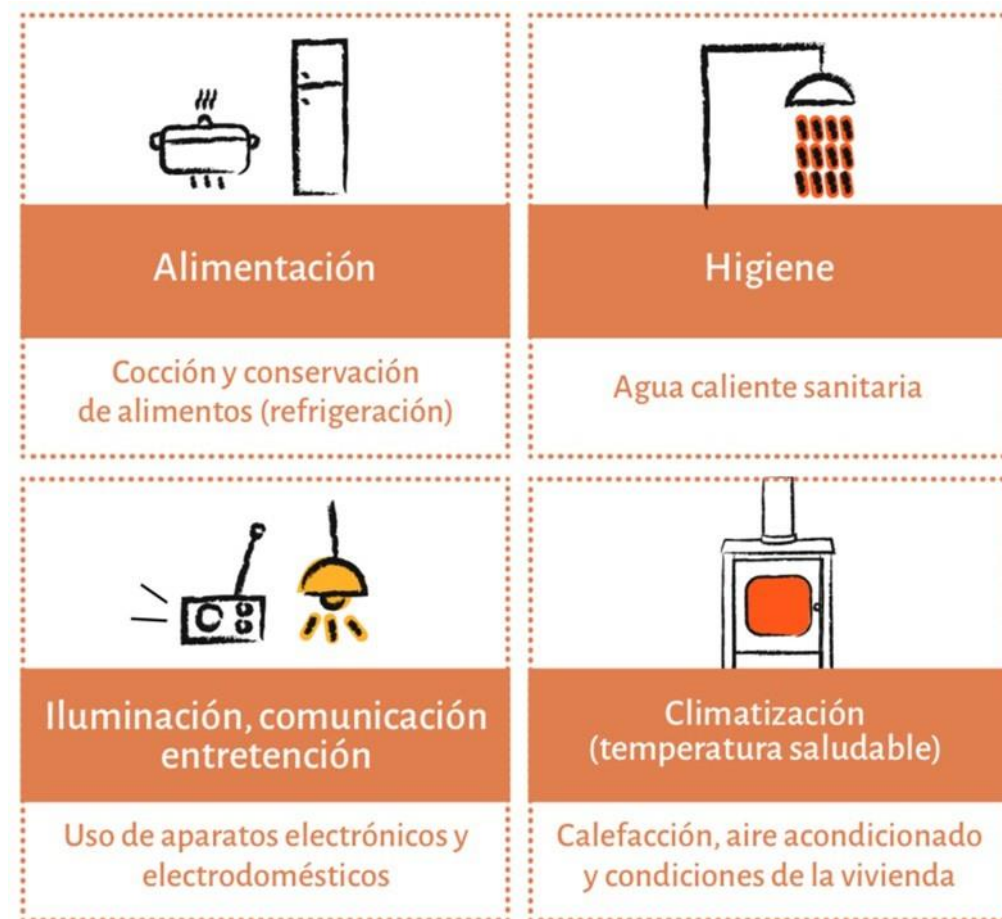 Alimentación
Cocción y conservación
de alimentos (refrigeración)
Higiene
Agua caliente sanitaria
Iluminación, comunicación
entretención
Uso de aparatos electrónicos y
electrodomésticos
Climatización
(temperatura saludable)
Calefacción, aire acondicionado
y condiciones de la vivienda